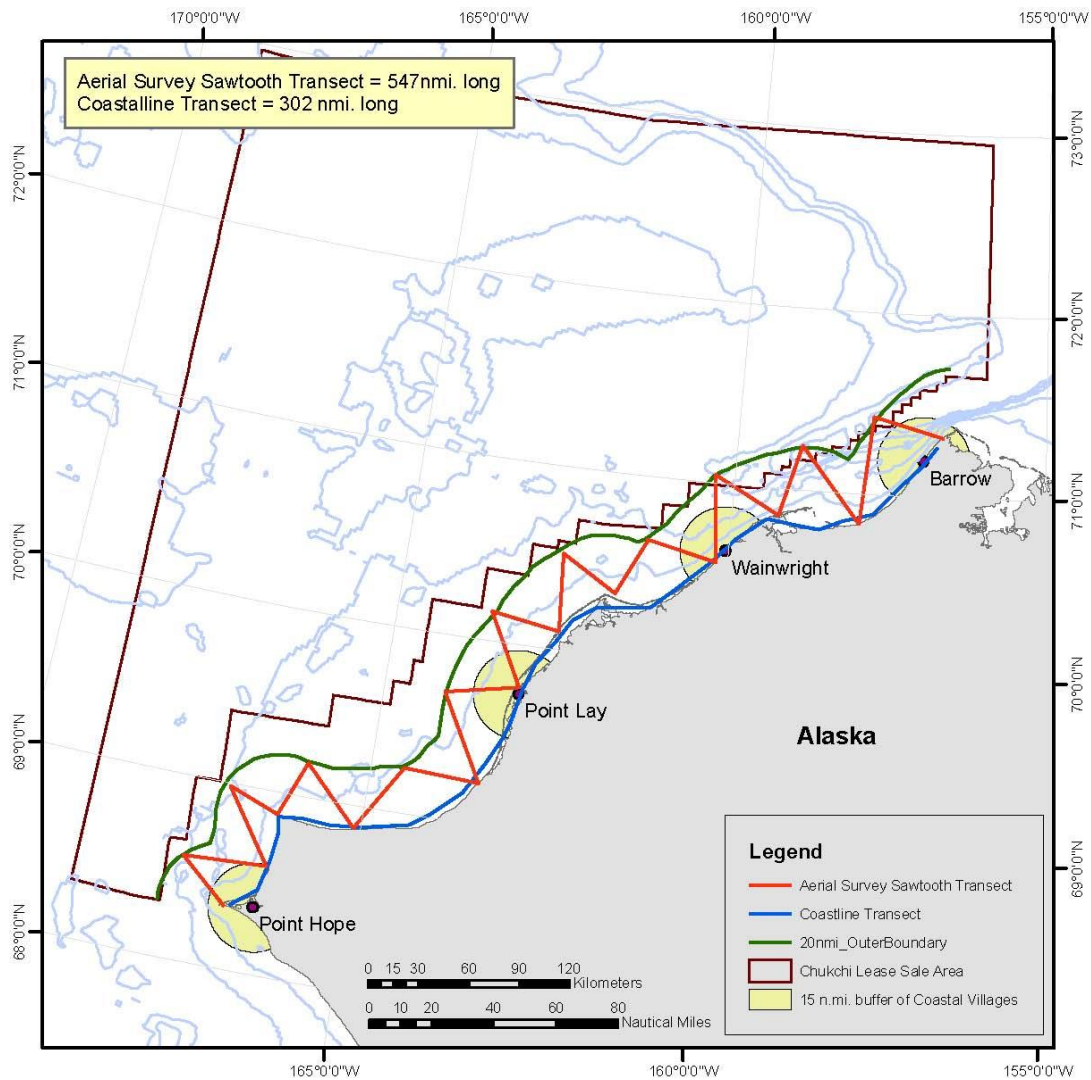 170°0'0"W
165°0'0"W
160°0'0"W
155°0'0"W
Aerial Survey Sawtooth Transect = 547nmi. long
Coastalline Transect = 302 nmi. long
73°0'0"N
72°0'0"N
72°0'0"N
71°0'0"N
Barrow
71°0'0"N
70°0'0"N
Wainwright
70°0'0"N
Point Lay
Alaska
69°0'0"N
Legend
Aerial Survey Sawtooth Transect
69°0'0"N
Coastline Transect
Point Hope
68°0'0"N
20nmi_OuterBoundary
Chukchi Lease Sale Area
0 15 30 60 90 120
Kilometers
15 n.mi. buffer of Coastal Villages
0 10 20 40 60 80
Nautical Miles
165°0'0"W
160°0'0"W
155°0'0"W